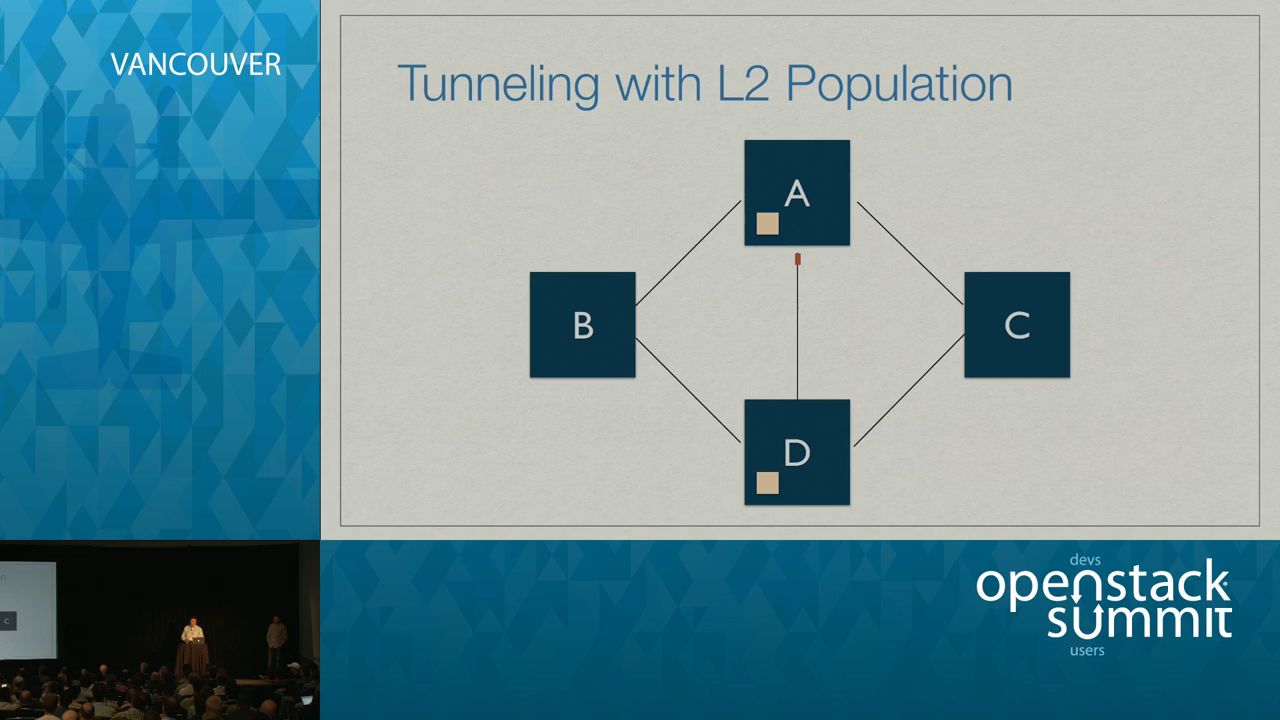 VANCOUVER
Tunneling with L2 Population
A
B
C
D
devs
openstack
summit
users
C